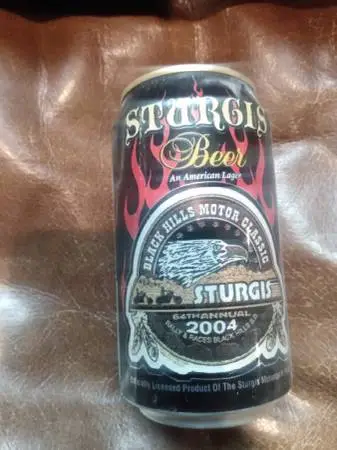 STURGIS
Beer
An American Lager
BLACK HILLS MOTOR CLASSIC
STURGIS
64TH ANNUAL
2004
RALLY & RACES BLACK HILLS S.D.
Officially Licensed Product Of The Sturgis